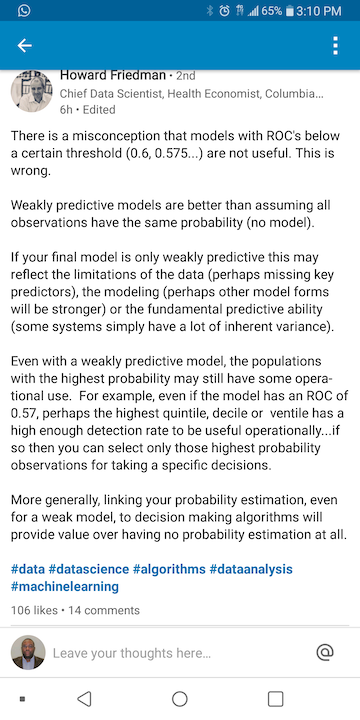 65% 3:10 PM
Howard Friedman • 2nd
Chief Data Scientist, Health Economist, Columbia...
6h • Edited
There is a misconception that models with ROC's below
a certain threshold (0.6, 0.575...) are not useful. This is
wrong.
Weakly predictive models are better than assuming all
observations have the same probability (no model).
If your final model is only weakly predictive this may
reflect the limitations of the data (perhaps missing key
predictors), the modeling (perhaps other model forms
will be stronger) or the fundamental predictive ability
(some systems simply have a lot of inherent variance).
Even with a weakly predictive model, the populations
with the highest probability may still have some opera-
tional use.  For example, even if the model has an ROC of
0.57, perhaps the highest quintile, decile or  ventile has a
high enough detection rate to be useful operationally...if
so then you can select only those highest probability
observations for taking a specific decisions.
More generally, linking your probability estimation, even
for a weak model, to decision making algorithms will
provide value over having no probability estimation at all.
#data #datascience #algorithms #dataanalysis
#machinelearning
106 likes • 14 comments
Leave your thoughts here... @